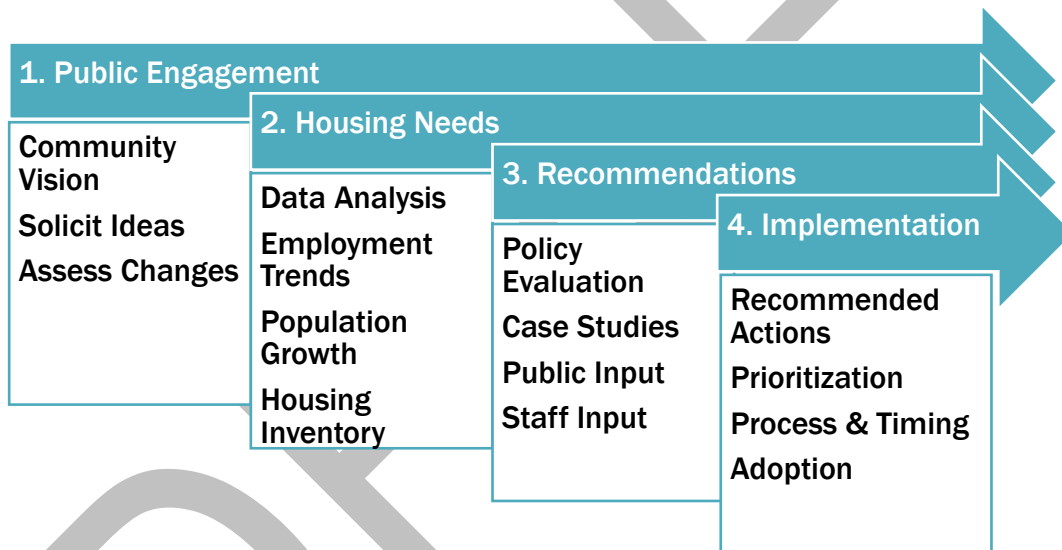 1. Public Engagement
Community
Vision
Solicit Ideas
Assess Changes
2. Housing Needs
Data Analysis
Employment
Trends
Population
Growth
Housing
Inventory
3. Recommendations
Policy
Evaluation
Case Studies
Public Input
Staff Input
4. Implementation
Recommended
Actions
Prioritization
Process & Timing
Adoption